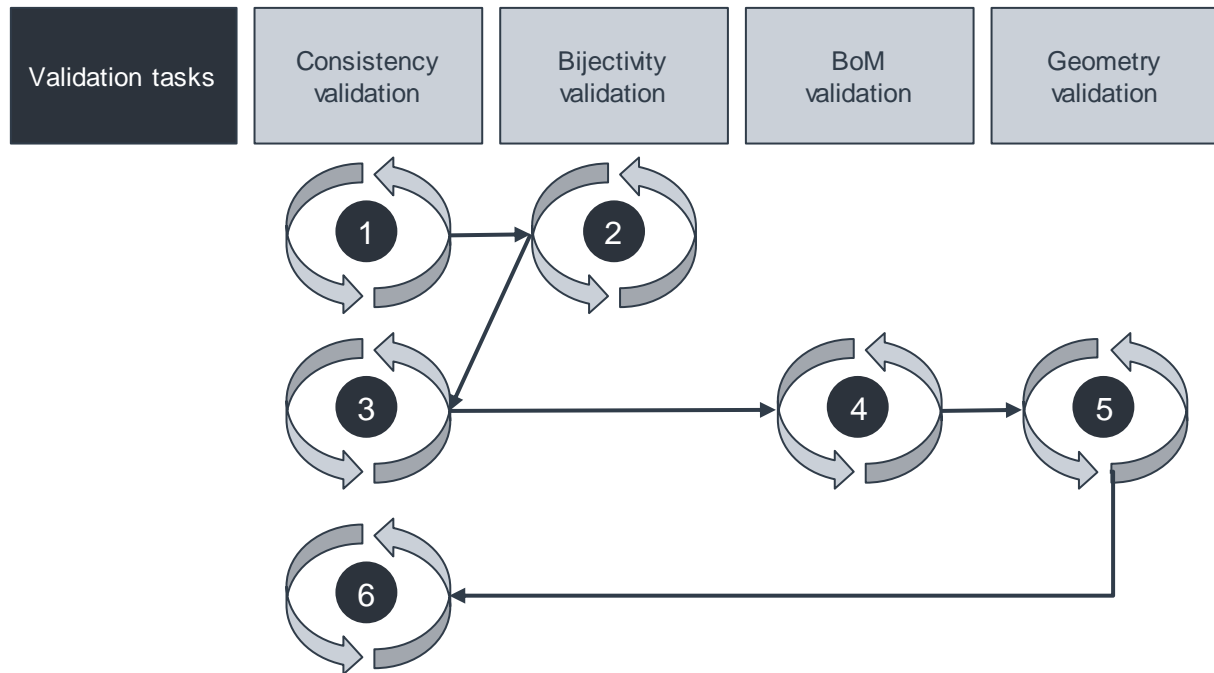 Validation tasks
Consistency
validation
Bijectivity
validation
BoM
validation
Geometry
validation
1
2
3
4
5
6